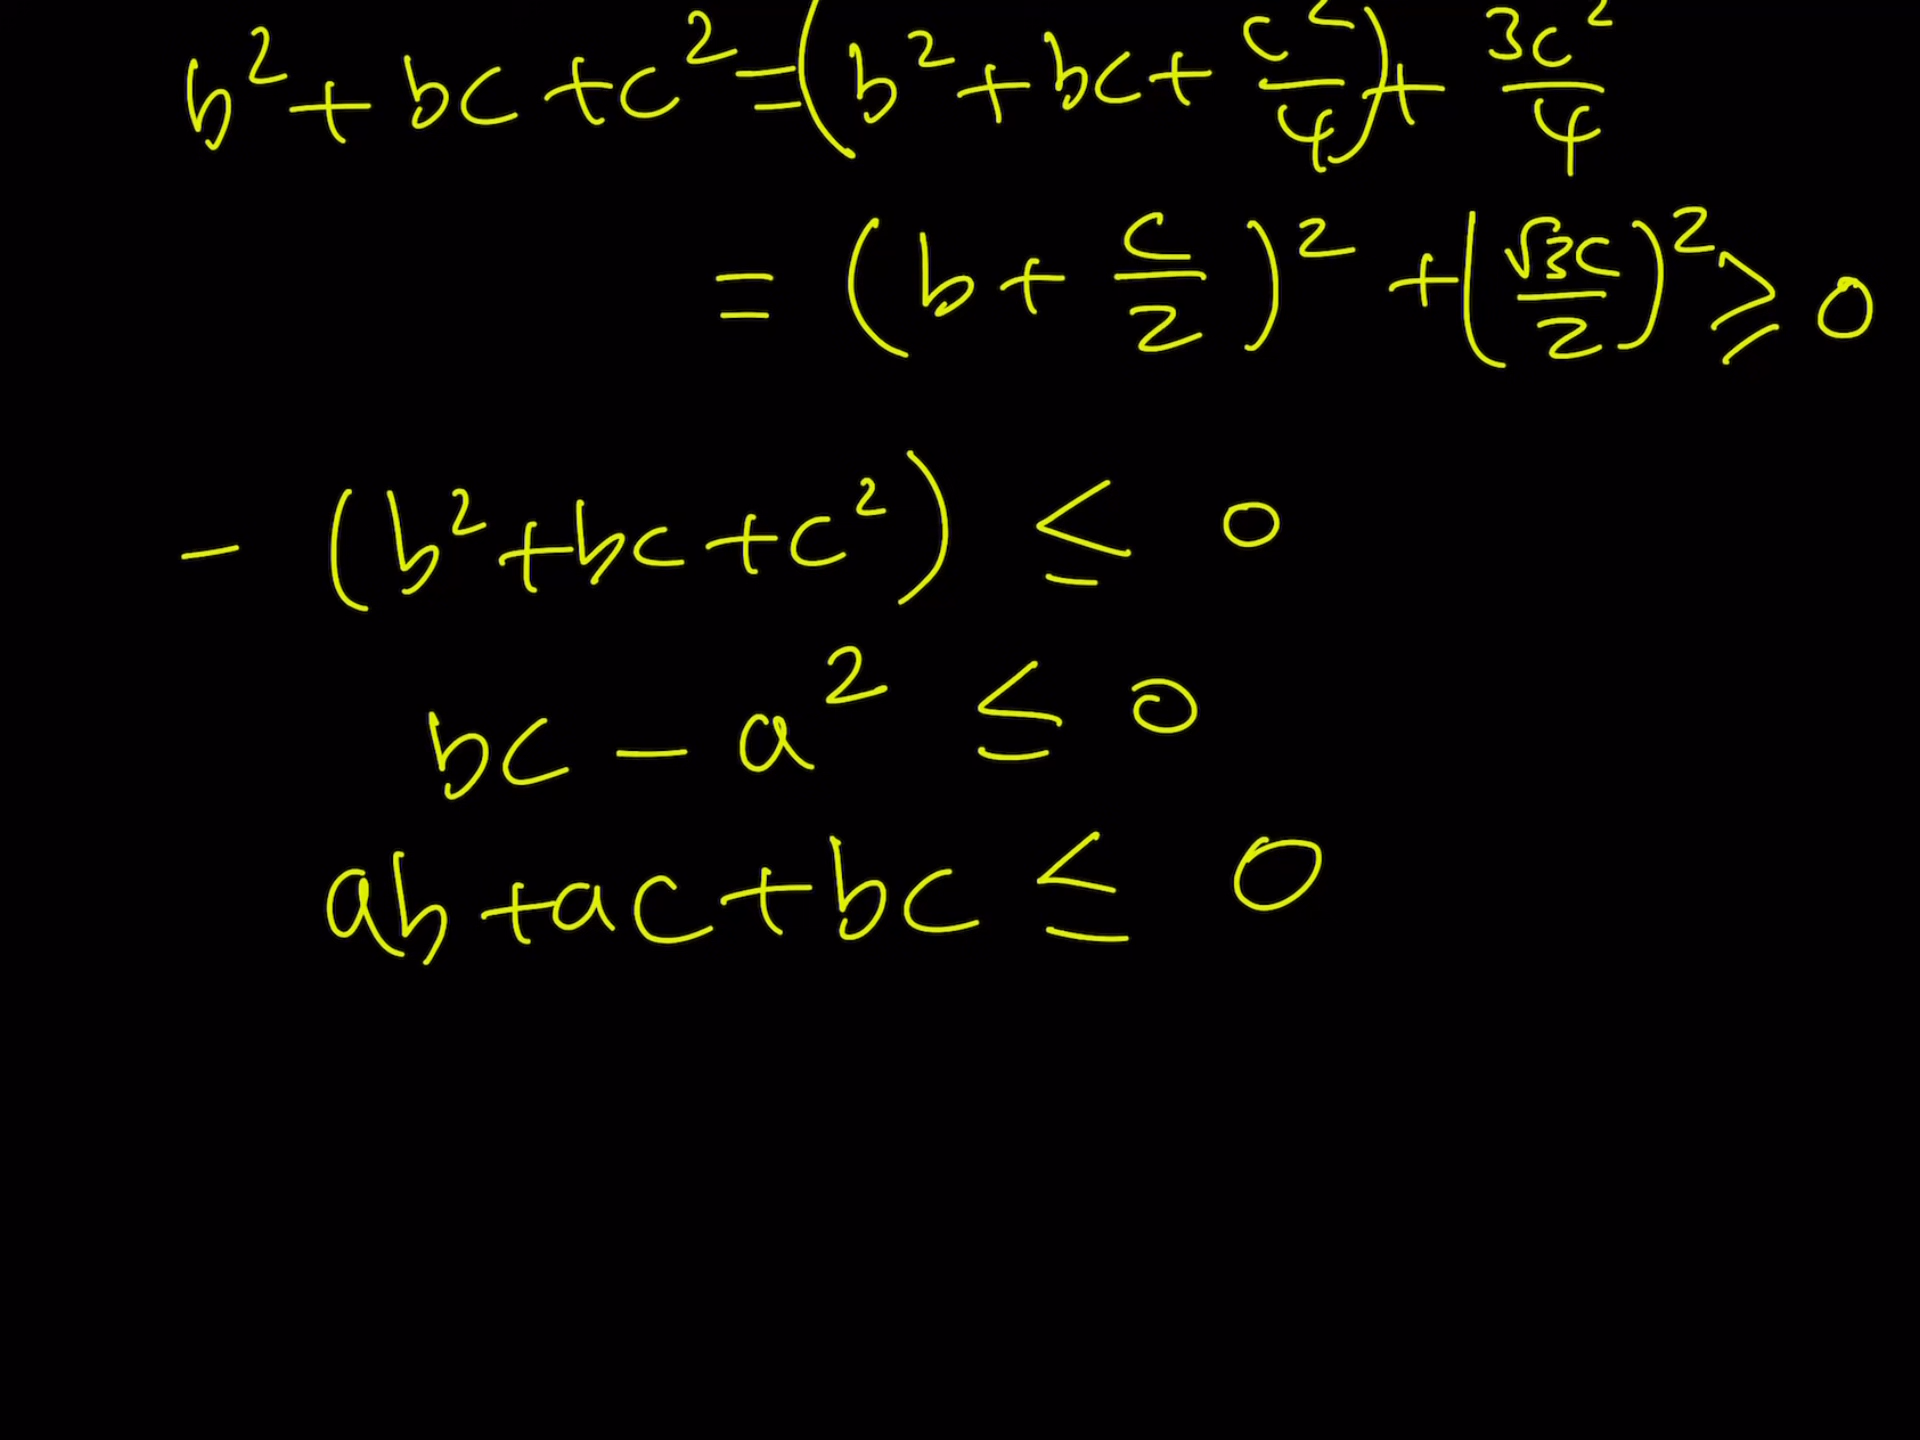 b² + bc + c² = (b² + bc + c²/4) + 3c²/4
= (b + c/2)² + (√3c/2)² ≥ 0
- (b² + bc + c²) ≤ 0
bc - a² ≤ 0
ab + ac + bc ≤ 0